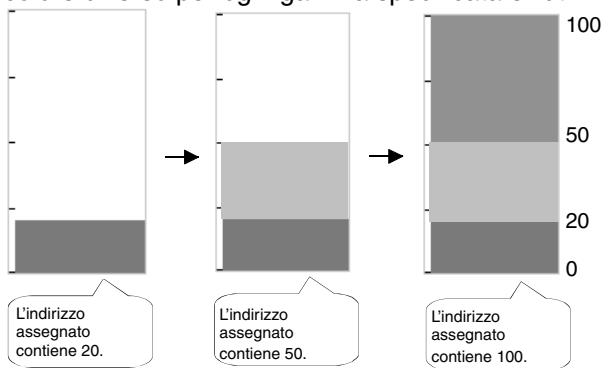 100
50
20
0
L'indirizzo
assegnato
contiene 20.
L'indirizzo
assegnato
contiene 50.
L'indirizzo
assegnato
contiene 100.